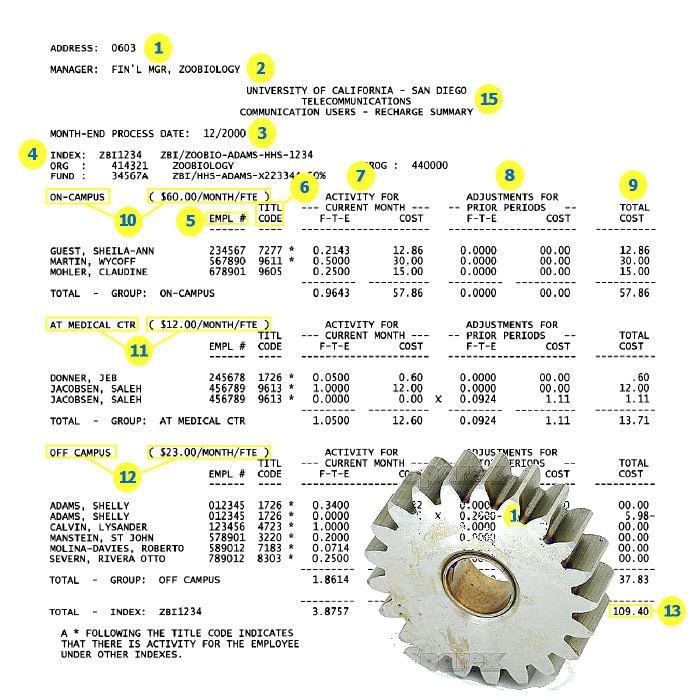 ADDRESS: 0603 1
MANAGER: FIN'L MGR, ZOOBIOLOGY 2
UNIVERSITY OF CALIFORNIA - SAN DIEGO
TELECOMMUNICATIONS 15
COMMUNICATION USERS - RECHARGE SUMMARY
MONTH-END PROCESS DATE: 12/2000 3
4 INDEX: ZBI1234 ZBI/ZOOBIO-ADAMS-HHS-1234
ORG : 414321 ZOOBIOLOGY ROG : 440000
FUND : 34567A ZBI/HHS-ADAMS-X22334 50%
6 7 8 9
ON-CAMPUS ( $60.00/MONTH/FTE ) ACTIVITY FOR ADJUSTMENTS FOR
10 TITL --- CURRENT MONTH --- -- PRIOR PERIODS -- TOTAL
5 EMPL # CODE F-T-E COST F-T-E COST COST
GUEST, SHEILA-ANN 234567 7277 * 0.2143 12.86 0.0000 00.00 12.86
MARTIN, WYCOFF 567890 9611 * 0.5000 30.00 0.0000 00.00 30.00
MOHLER, CLAUDINE 678901 9605 0.2500 15.00 0.0000 00.00 15.00
TOTAL - GROUP: ON-CAMPUS 0.9643 57.86 0.0000 00.00 57.86
AT MEDICAL CTR ( $12.00/MONTH/FTE ) ACTIVITY FOR ADJUSTMENTS FOR
11 TITL --- CURRENT MONTH --- -- PRIOR PERIODS -- TOTAL
EMPL # CODE F-T-E COST F-T-E COST COST
DONNER, JEB 245678 1726 * 0.0500 0.60 0.0000 00.00 .60
JACOBSEN, SALEH 456789 9613 * 1.0000 12.00 0.0000 00.00 12.00
JACOBSEN, SALEH 456789 9613 * 0.0000 0.00 X 0.0924 1.11 1.11
TOTAL - GROUP: AT MEDICAL CTR 1.0500 12.60 0.0924 1.11 13.71
OFF CAMPUS ( $23.00/MONTH/FTE ) ACTIVITY FOR ADJUSTMENTS FOR
12 TITL --- CURRENT MONTH --- PERIODS -- TOTAL
EMPL # CODE F-T-E COST COST COST
ADAMS, SHELLY 012345 1726 * 0.3400 00.00
ADAMS, SHELLY 012345 1726 * 0.0000 X 5.98-
CALVIN, LYSANDER 123456 4723 * 1.0000 00.00
MANSTEIN, ST JOHN 578901 3220 * 0.2000 00.00
MOLINA-DAVIES, ROBERTO 589012 7183 * 0.0714 00.00
SEVERN, RIVERA OTTO 789012 8303 * 0.2500 00.00
TOTAL - GROUP: OFF CAMPUS 1.8614 37.83
TOTAL - INDEX: ZBI1234 3.8757 109.40 13
A * FOLLOWING THE TITLE CODE INDICATES
THAT THERE IS ACTIVITY FOR THE EMPLOYEE
UNDER OTHER INDEXES.